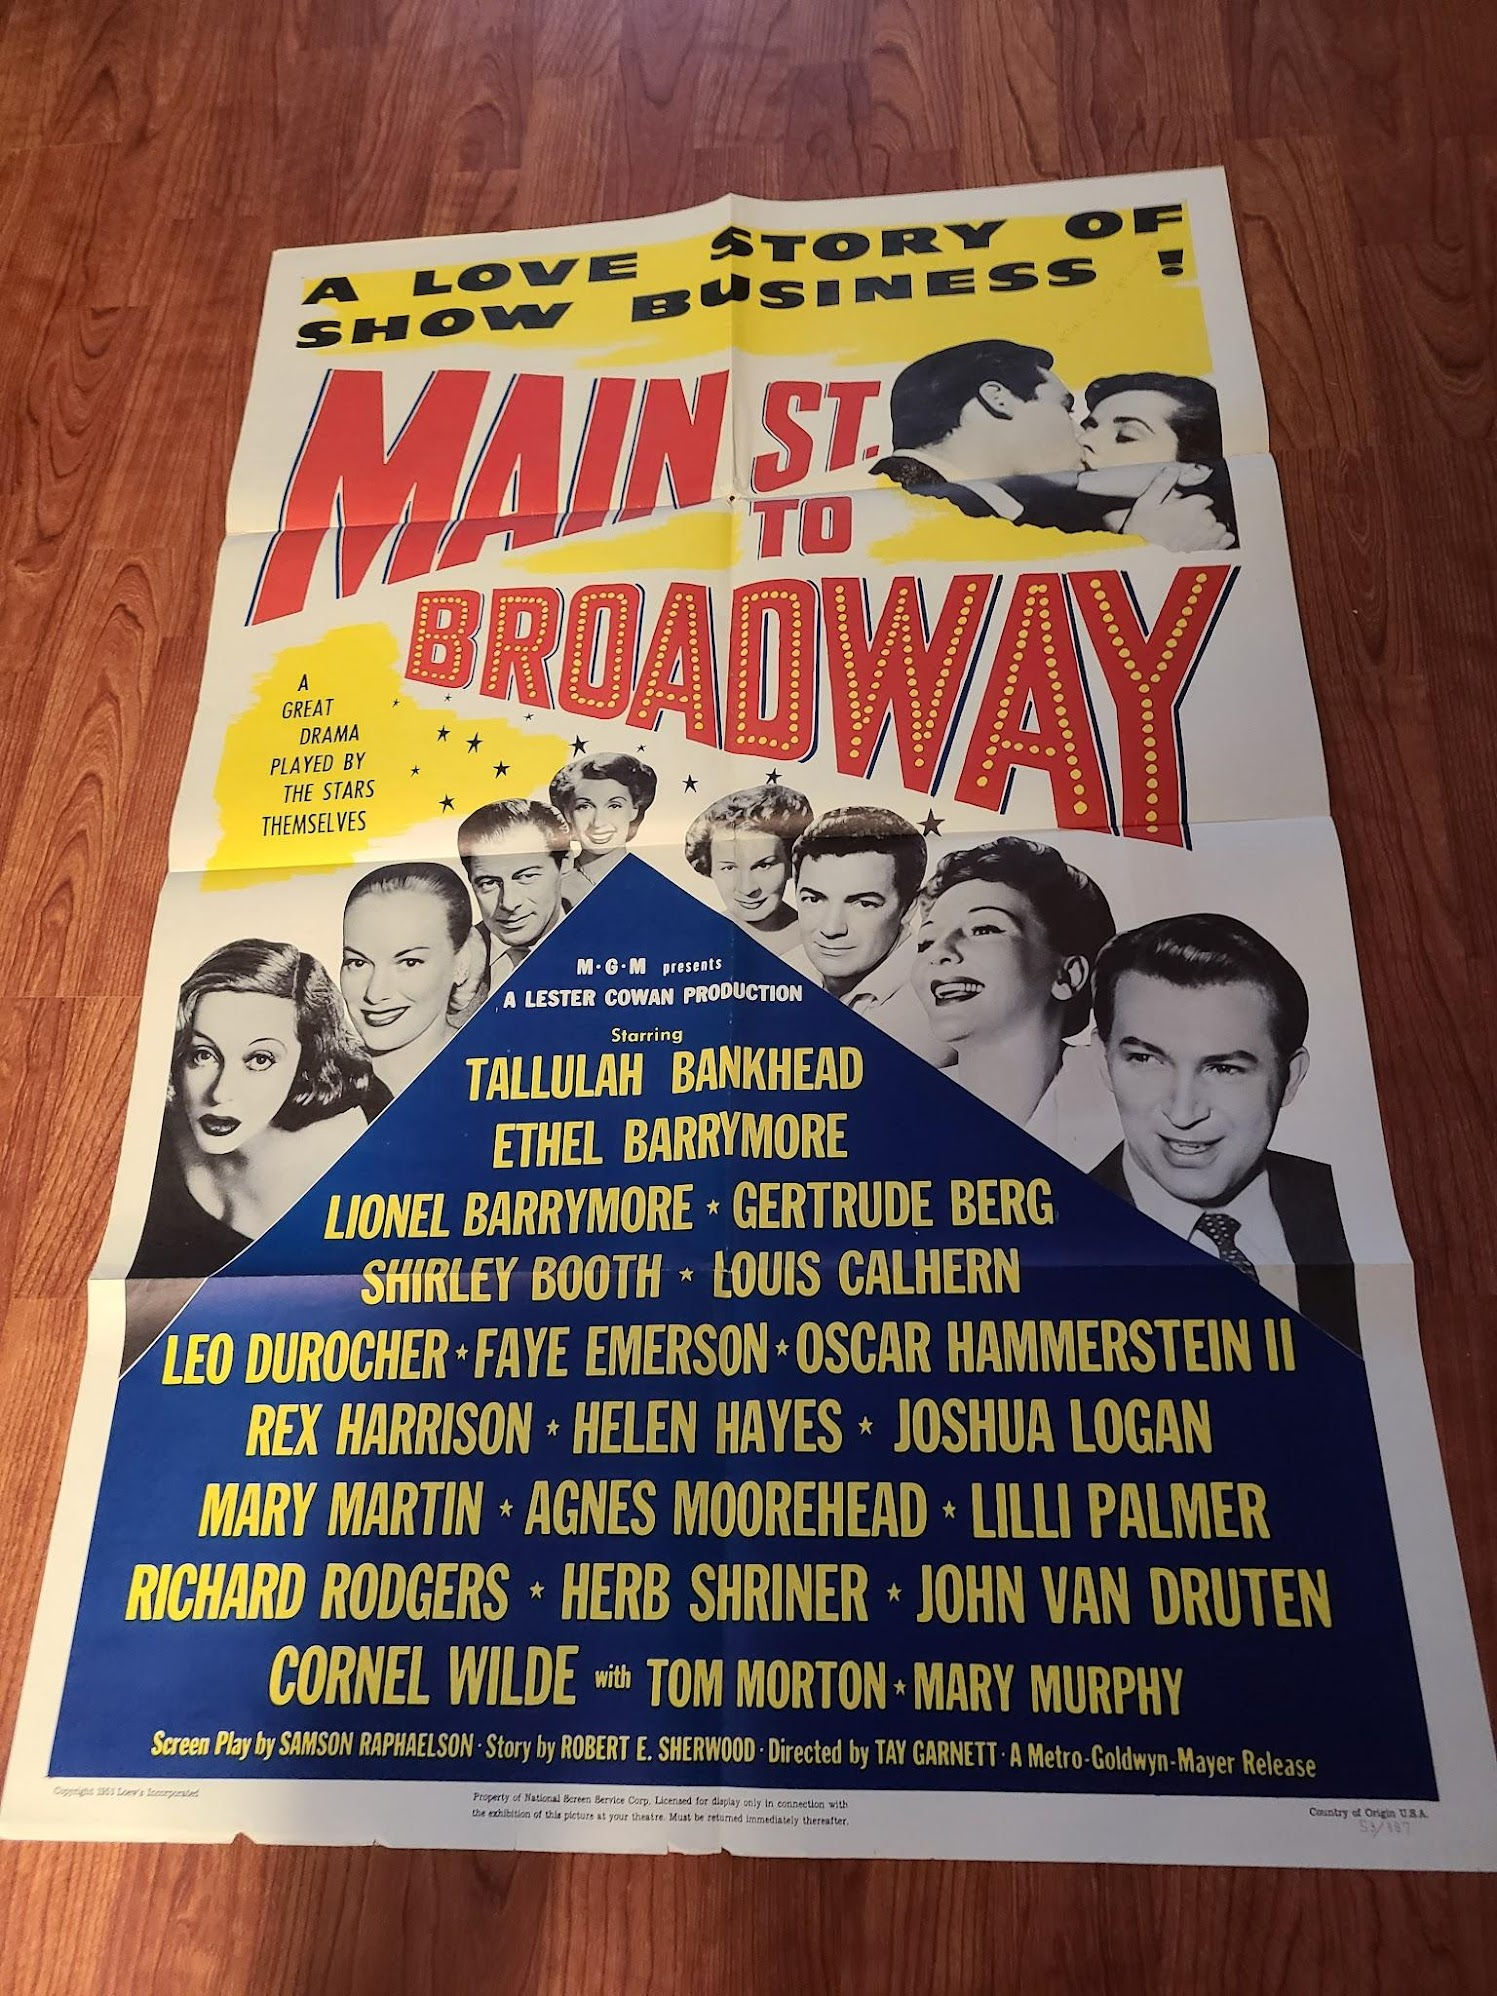 A LOVE STORY OF
SHOW BUSINESS !
MAIN ST.
TO
BROADWAY
A
GREAT
DRAMA
PLAYED BY
THE STARS
THEMSELVES
M·G·M presents
A LESTER COWAN PRODUCTION
Starring
TALLULAH BANKHEAD
ETHEL BARRYMORE
LIONEL BARRYMORE ★ GERTRUDE BERG
SHIRLEY BOOTH ★ LOUIS CALHERN
LEO DUROCHER ★ FAYE EMERSON ★ OSCAR HAMMERSTEIN II
REX HARRISON ★ HELEN HAYES ★ JOSHUA LOGAN
MARY MARTIN ★ AGNES MOOREHEAD ★ LILLI PALMER
RICHARD RODGERS ★ HERB SHRINER ★ JOHN VAN DRUTEN
CORNEL WILDE with TOM MORTON ★ MARY MURPHY
Screen Play by SAMSON RAPHAELSON · Story by ROBERT E. SHERWOOD · Directed by TAY GARNETT · A Metro-Goldwyn-Mayer Release
Copyright 1953 Loew's Incorporated
Property of National Screen Service Corp. Licensed for display only in connection with
the exhibition of this picture at your theatre. Must be returned immediately thereafter.
Country of Origin U.S.A.